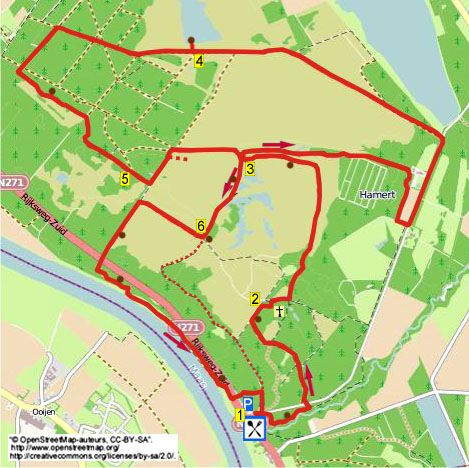 4
N271
5
3
Hamert
Rijksweg-Zuid
6
2
N271
Rijksweg-Zuid
Maas
P
1
Ooijen
"© OpenStreetMap-auteurs, CC-BY-SA".
http://www.openstreetmap.org/
http://creativecommons.org/licenses/by-sa/2.0/.